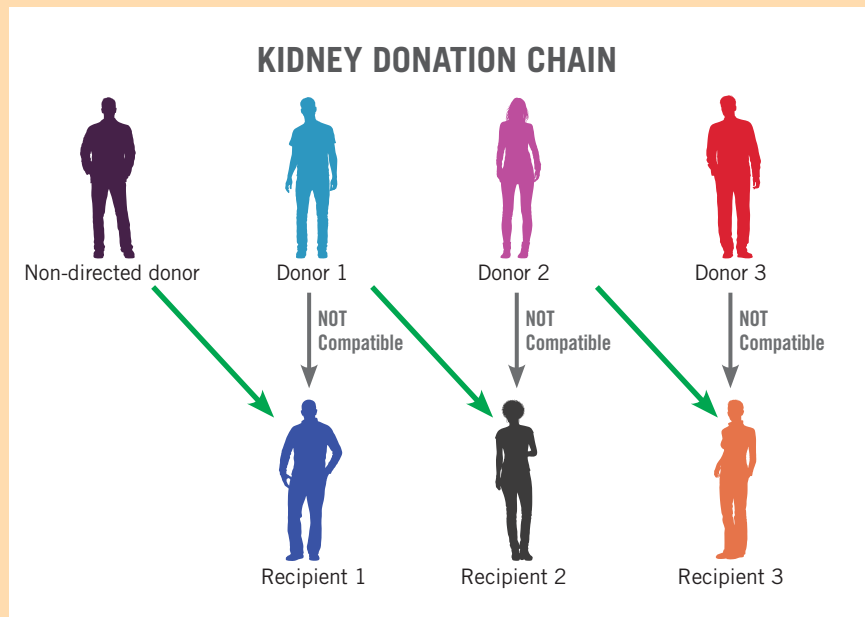 KIDNEY DONATION CHAIN
Non-directed donor
Donor 1
Donor 2
Donor 3
NOT
Compatible
NOT
Compatible
NOT
Compatible
Recipient 1
Recipient 2
Recipient 3